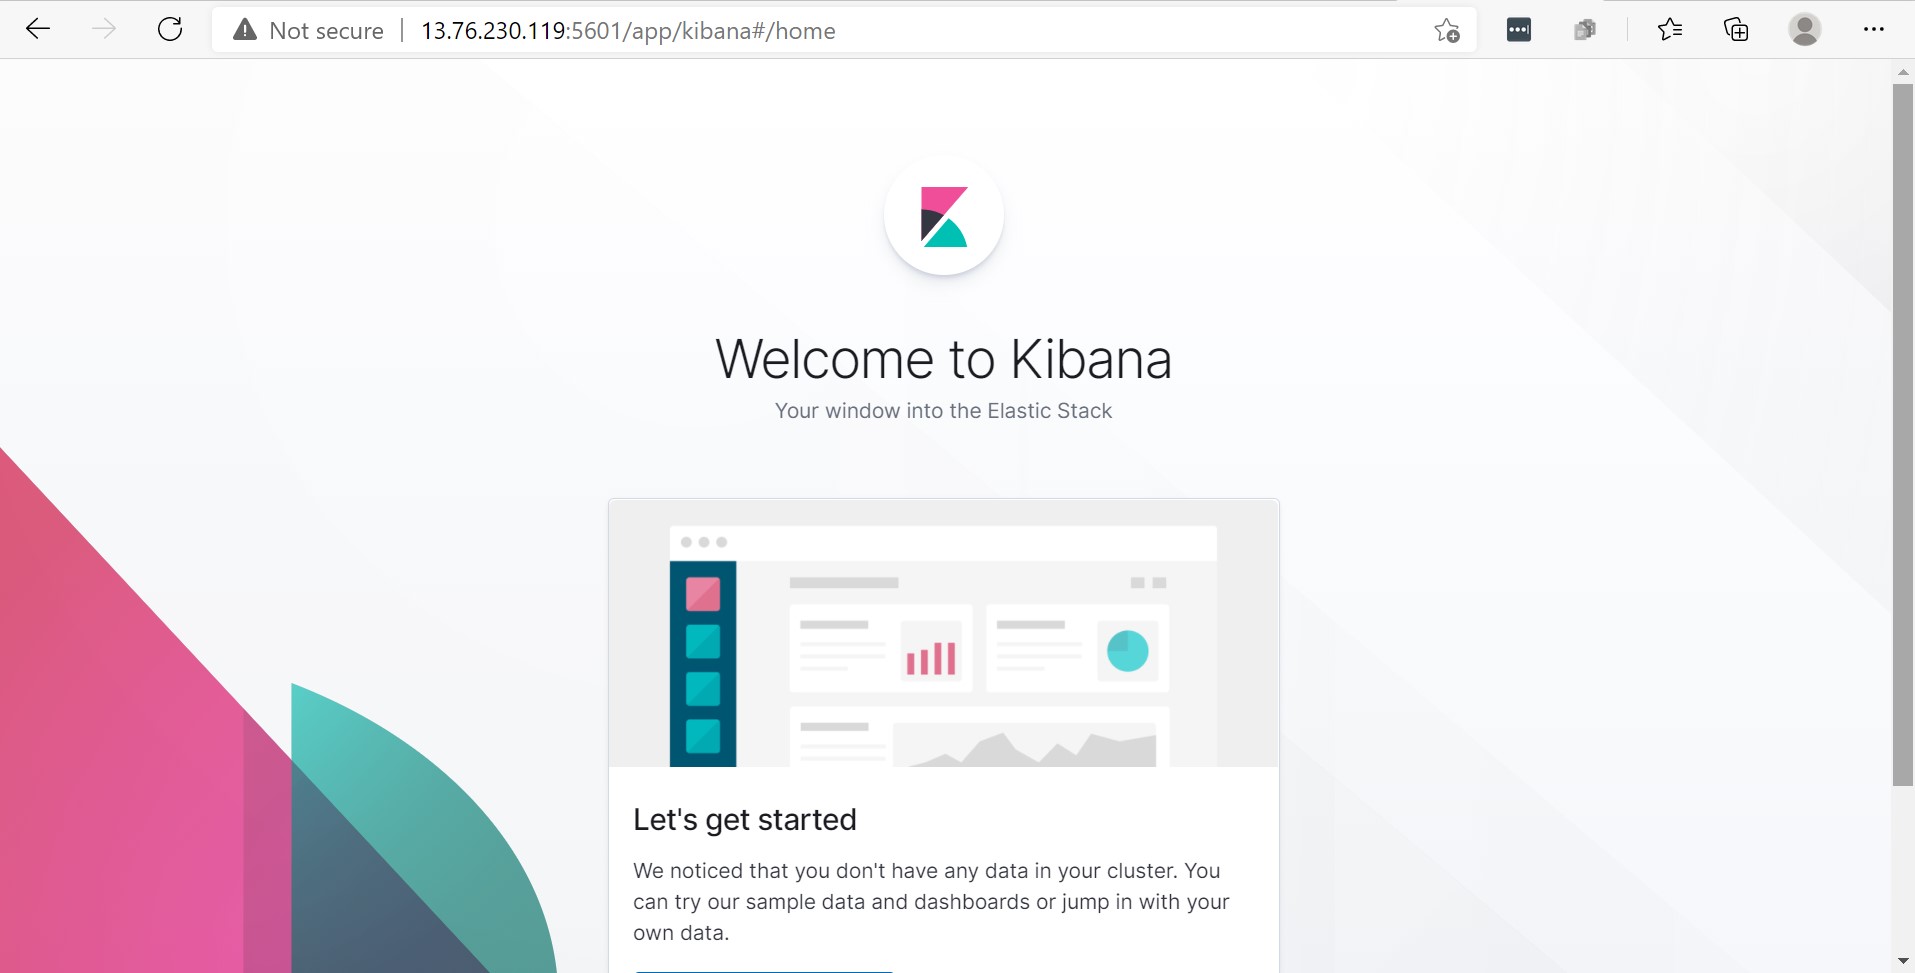 Not secure | 13.76.230.119:5601/app/kibana#/home
Welcome to Kibana
Your window into the Elastic Stack
Let's get started
We noticed that you don't have any data in your cluster. You
can try our sample data and dashboards or jump in with your
own data.